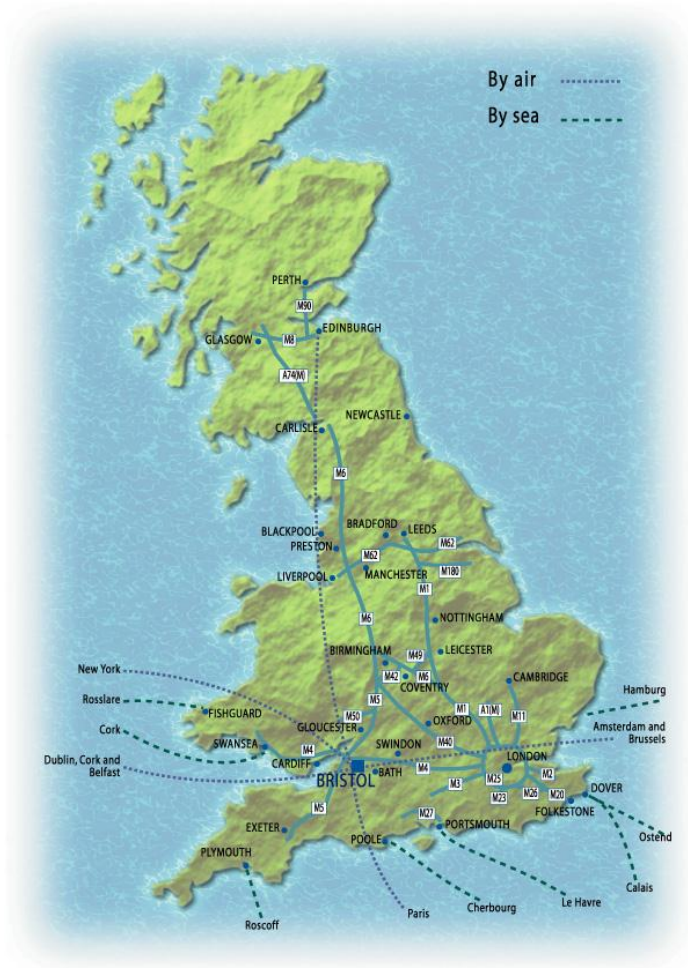 By air
By sea
PERTH
M90
EDINBURGH
GLASGOW
M8
A74(M)
NEWCASTLE
CARLISLE
M6
BLACKPOOL
BRADFORD
LEEDS
PRESTON
M62
M62
LIVERPOOL
MANCHESTER
M180
M1
M6
NOTTINGHAM
BIRMINGHAM
M49
LEICESTER
New York
M42
M6
COVENTRY
CAMBRIDGE
Hamburg
Rosslare
M5
FISHGUARD
M50
M1
A1(M)
M11
Cork
GLOUCESTER
OXFORD
Amsterdam and
Brussels
SWANSEA
M4
SWINDON
M40
Dublin, Cork and
Belfast
CARDIFF
BRISTOL
BATH
M4
LONDON
M25
M2
M3
M23
M26
M20
DOVER
FOLKESTONE
M5
M27
EXETER
PORTSMOUTH
POOLE
Ostend
PLYMOUTH
Calais
Le Havre
Cherbourg
Paris
Roscoff